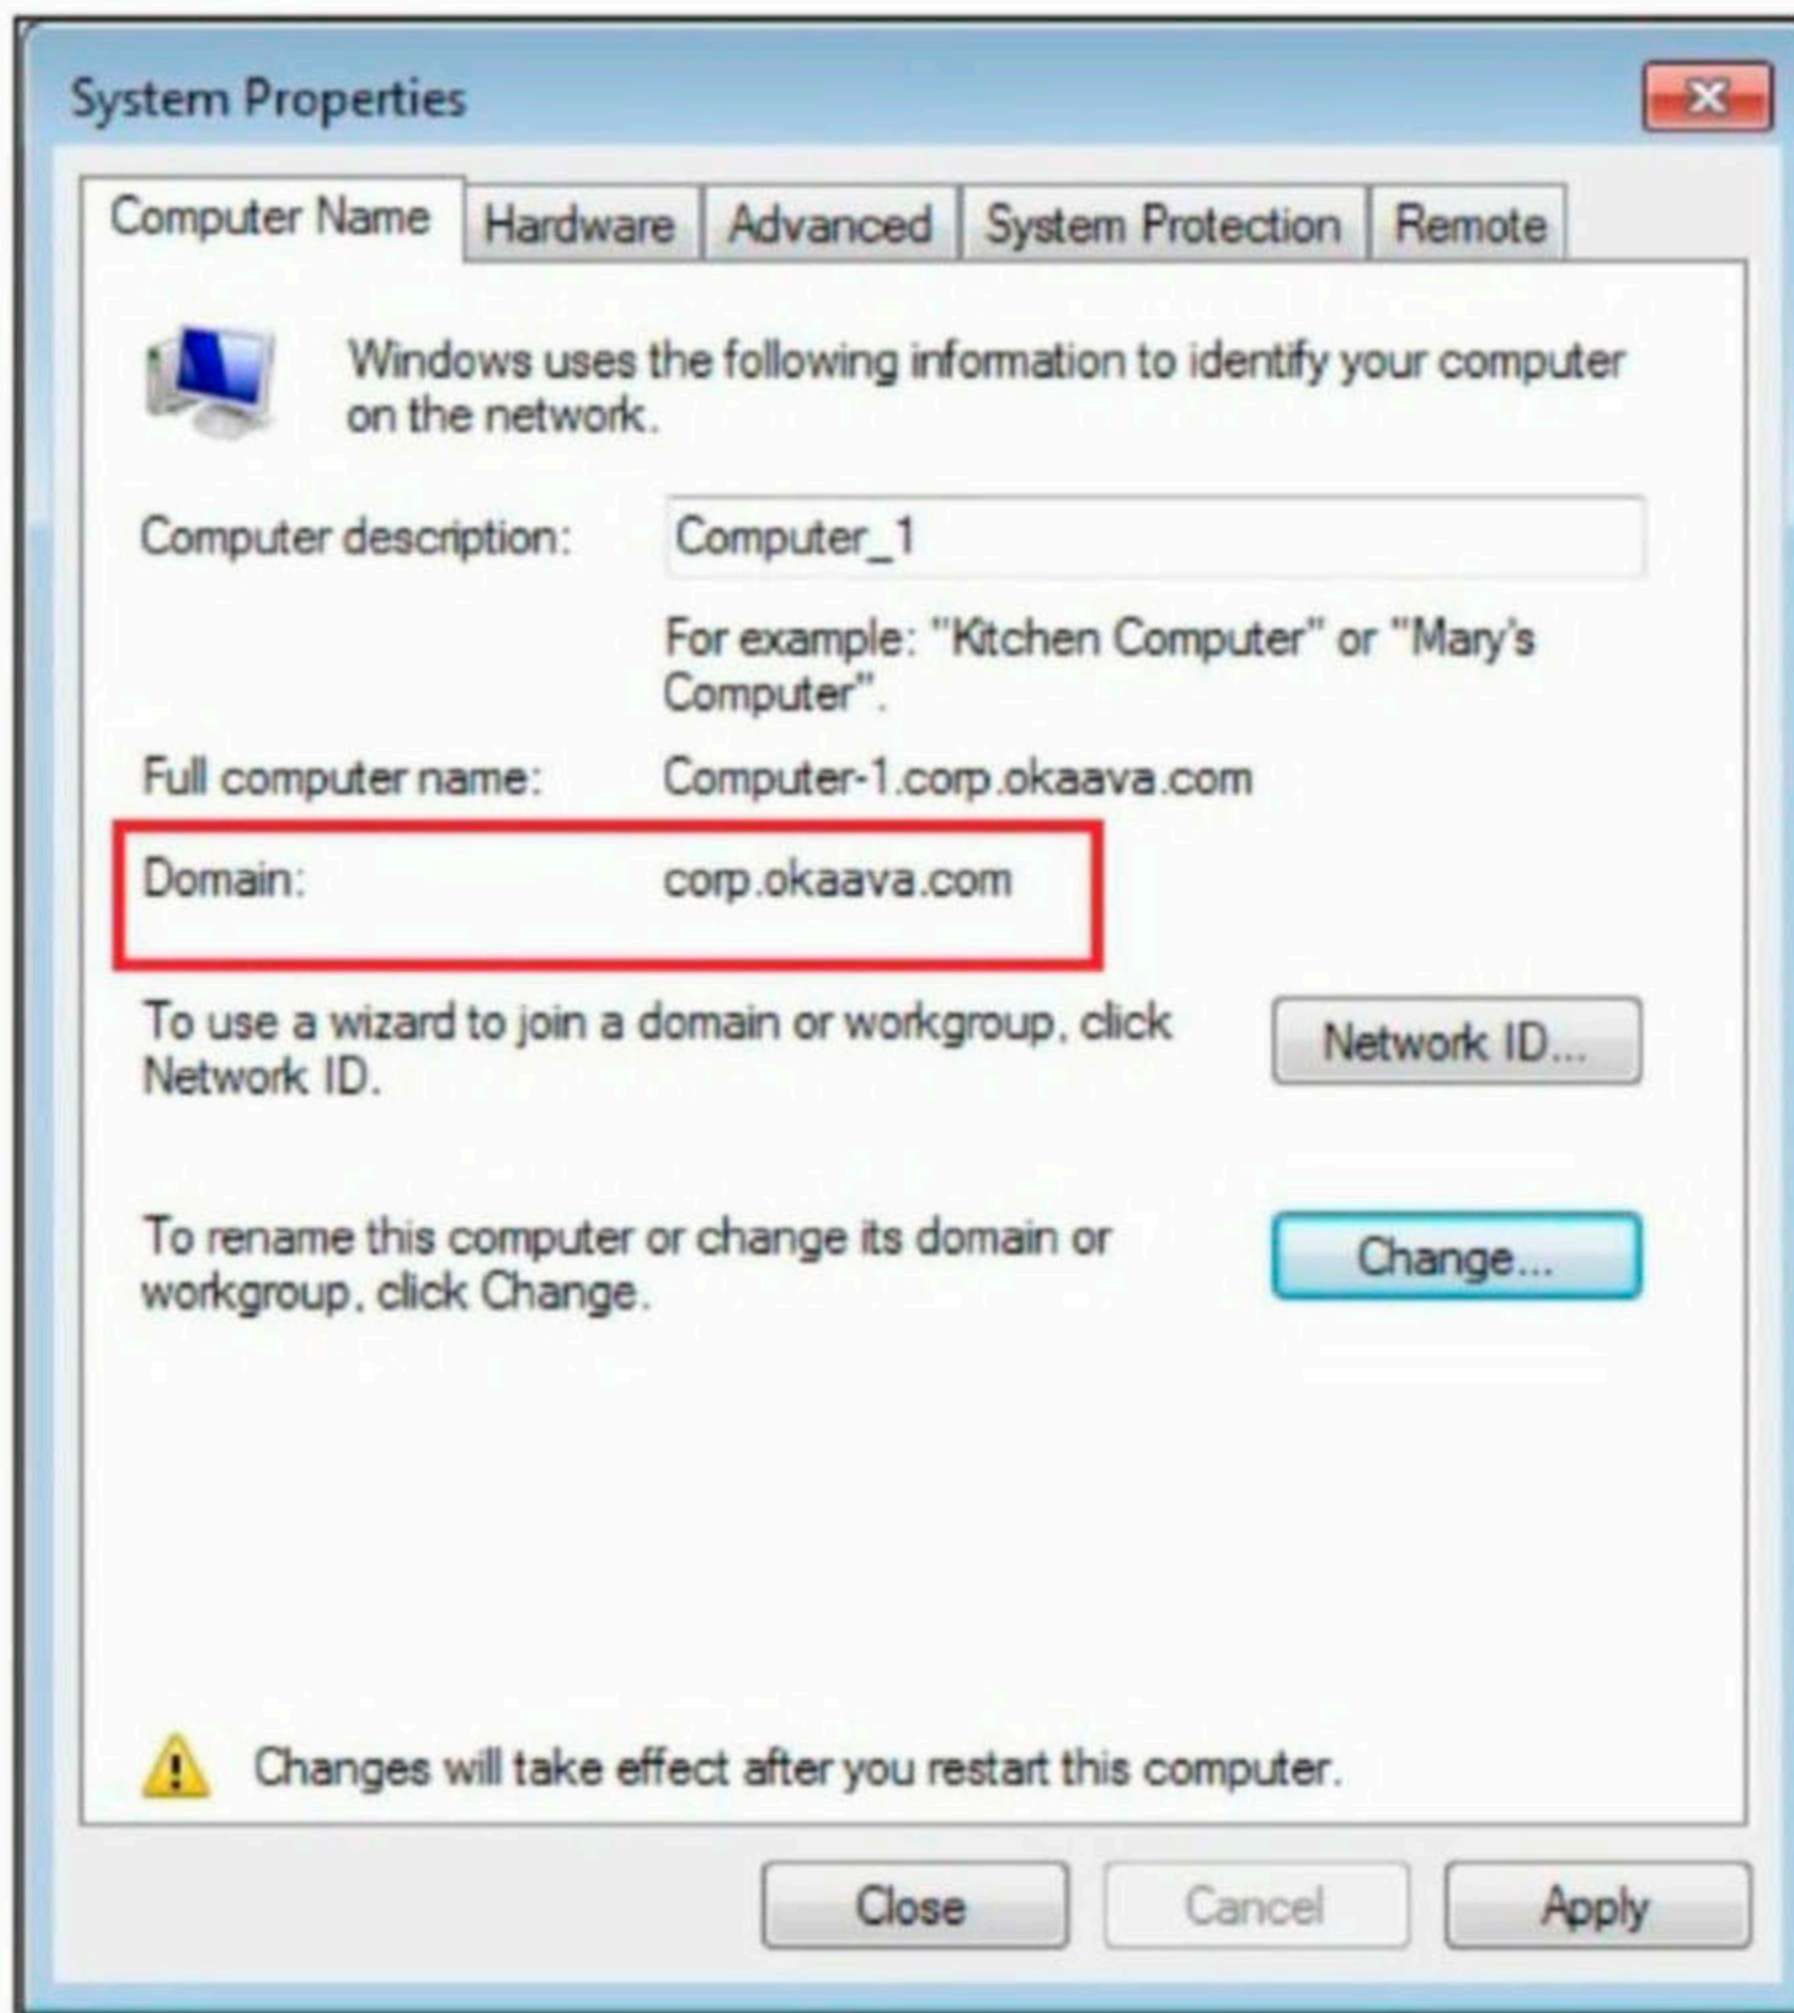 System Properties
Computer Name Hardware Advanced System Protection Remote
Windows uses the following information to identify your computer
on the network.
Computer description: Computer_1
For example: "Kitchen Computer" or "Mary's
Computer".
Full computer name: Computer-1.corp.okaava.com
Domain: corp.okaava.com
To use a wizard to join a domain or workgroup, click
Network ID.
Network ID...
To rename this computer or change its domain or
workgroup, click Change.
Change...
Changes will take effect after you restart this computer.
Close Cancel Apply